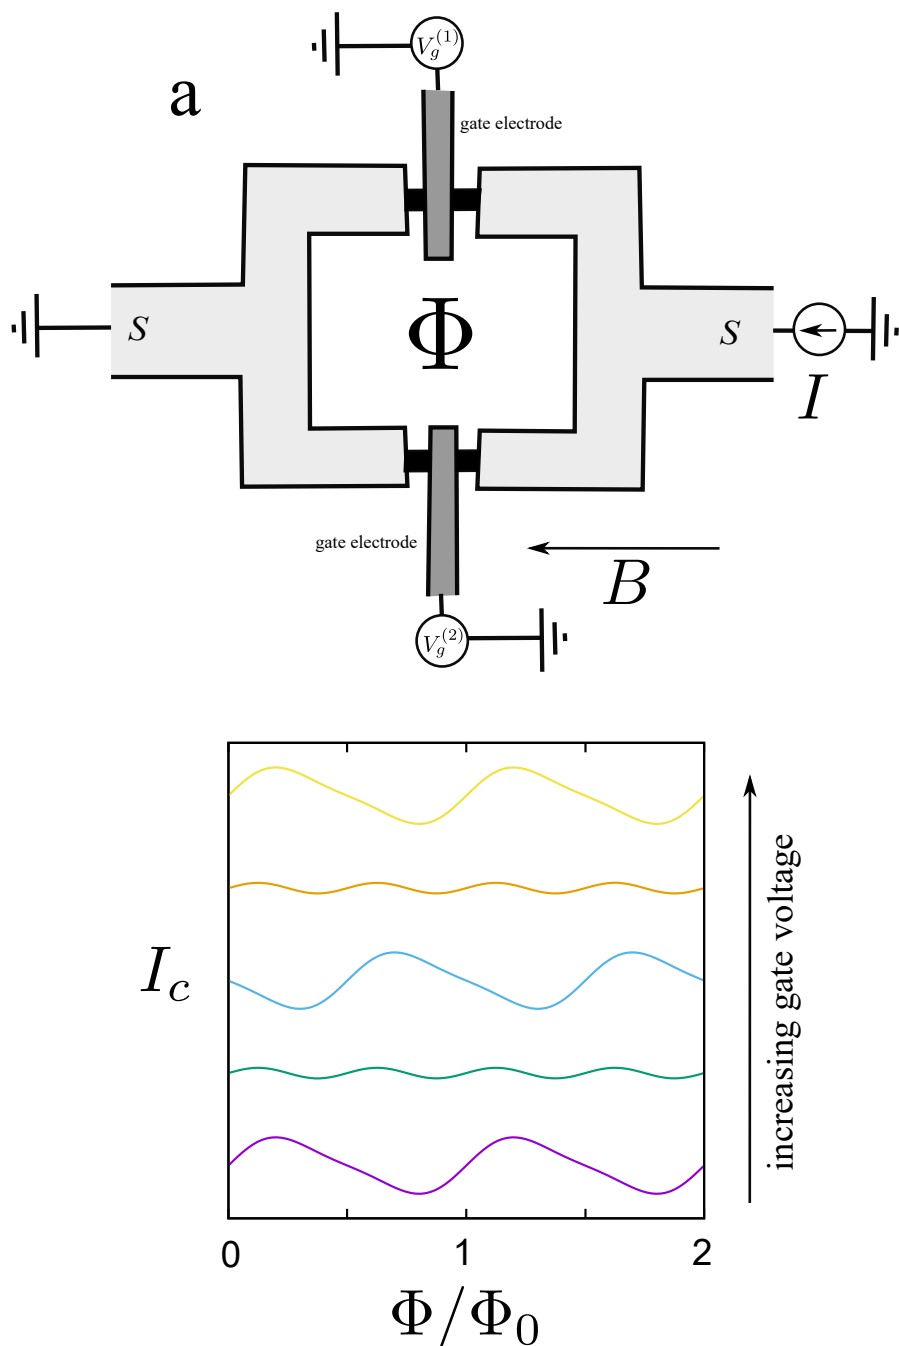 V_g^{(1)}
a
gate electrode
Φ
S
S
I
gate electrode
B
V_g^{(2)}
I_c
increasing gate voltage
0 1 2
Φ/Φ_0